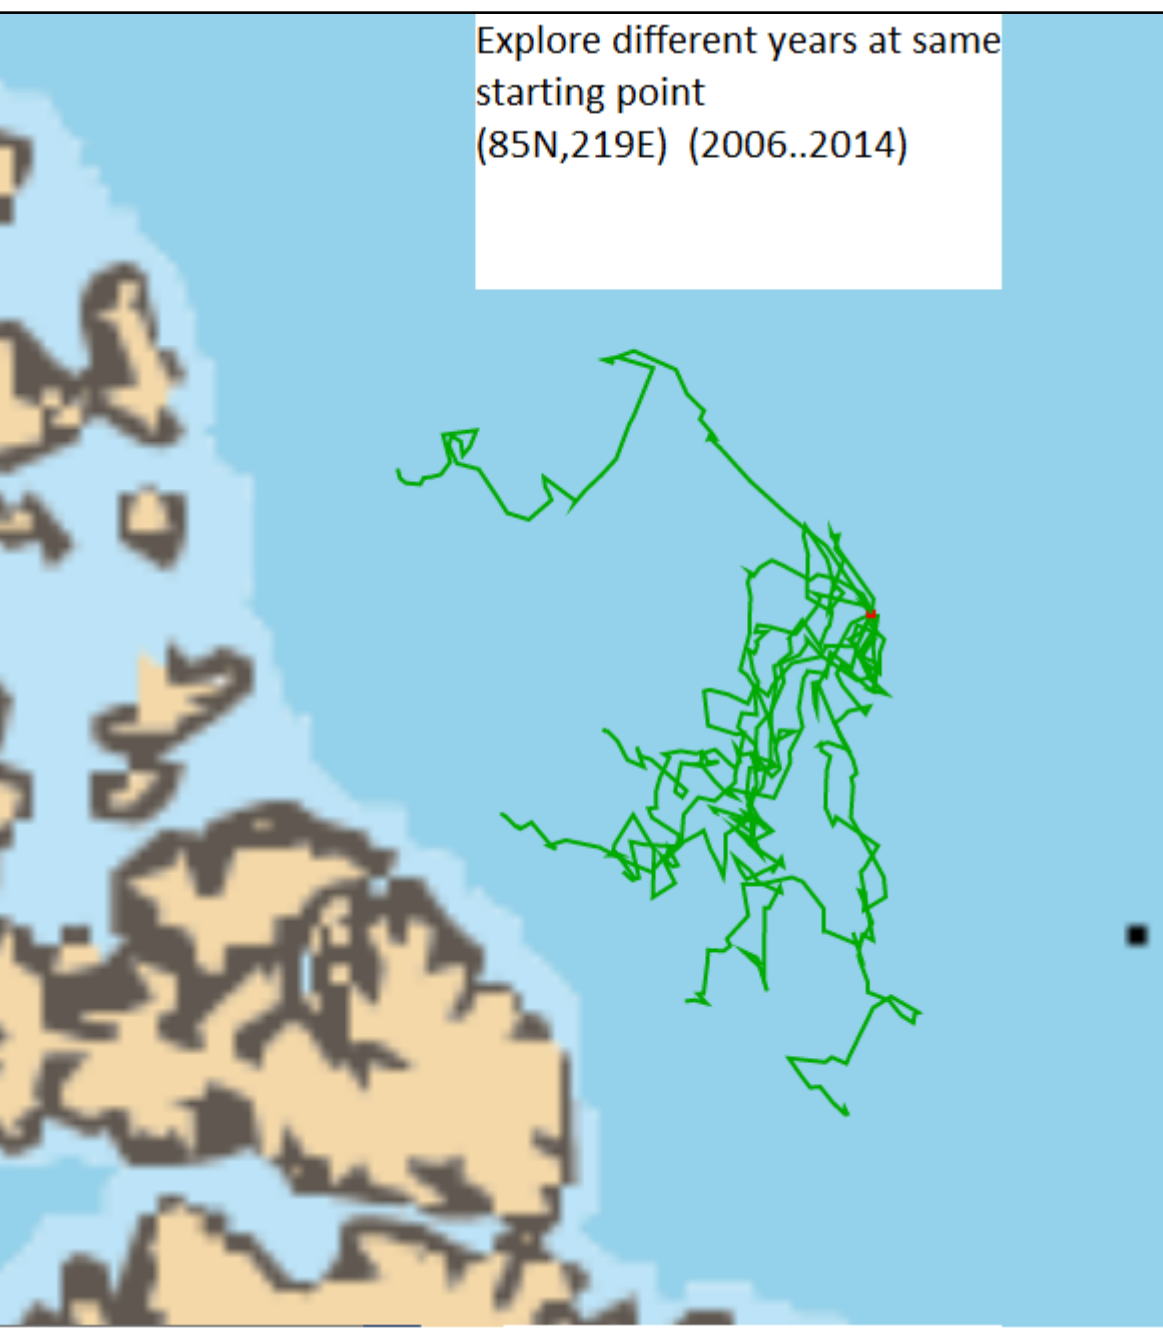 Explore different years at same
starting point
(85N,219E)  (2006..2014)